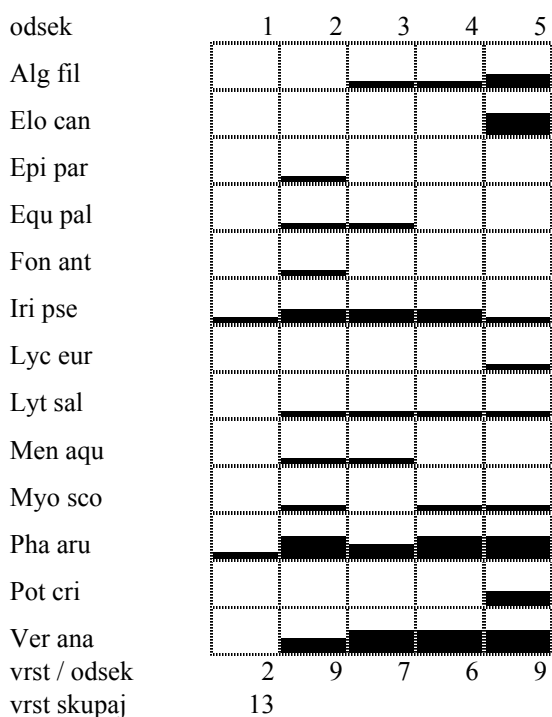 odsek 1 2 3 4 5
Alg fil
Elo can
Epi par
Equ pal
Fon ant
Iri pse
Lyc eur
Lyt sal
Men aqu
Myo sco
Pha aru
Pot cri
Ver ana
vrst / odsek 2 9 7 6 9
vrst skupaj 13